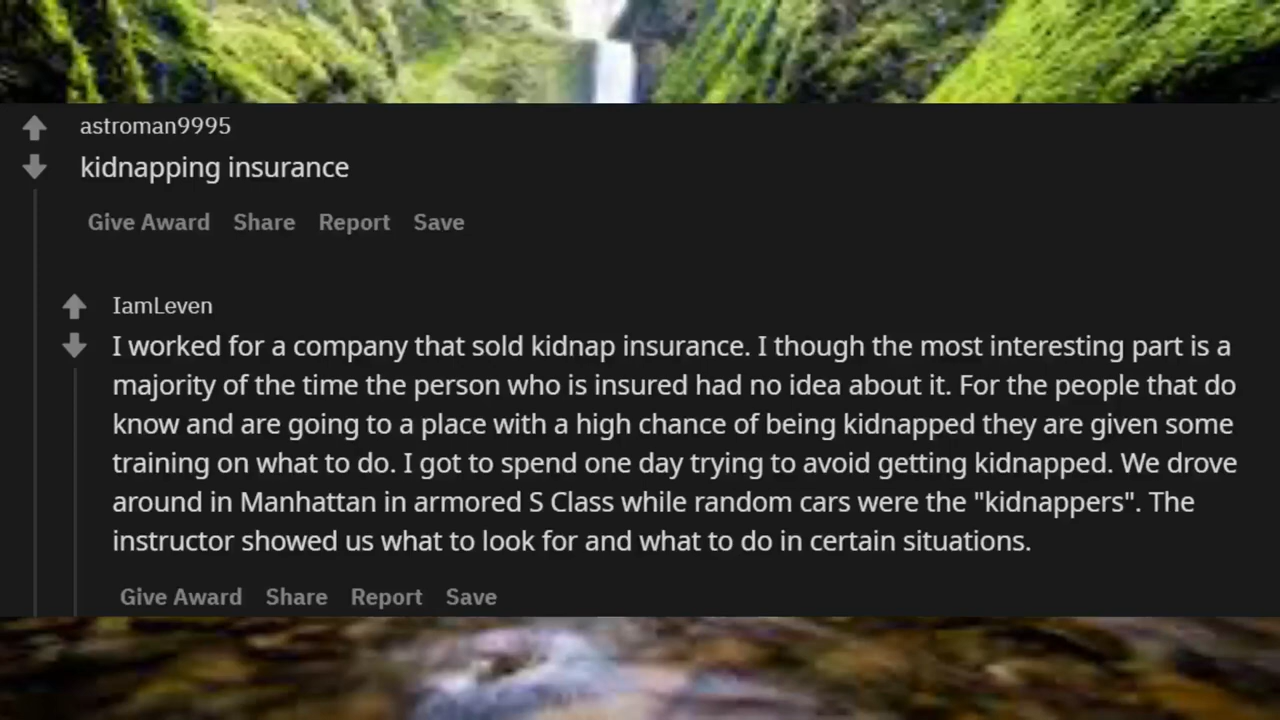 astroman9995
kidnapping insurance
Give Award Share Report Save
IamLeven
I worked for a company that sold kidnap insurance. I though the most interesting part is a
majority of the time the person who is insured had no idea about it. For the people that do
know and are going to a place with a high chance of being kidnapped they are given some
training on what to do. I got to spend one day trying to avoid getting kidnapped. We drove
around in Manhattan in armored S Class while random cars were the "kidnappers". The
instructor showed us what to look for and what to do in certain situations.
Give Award Share Report Save